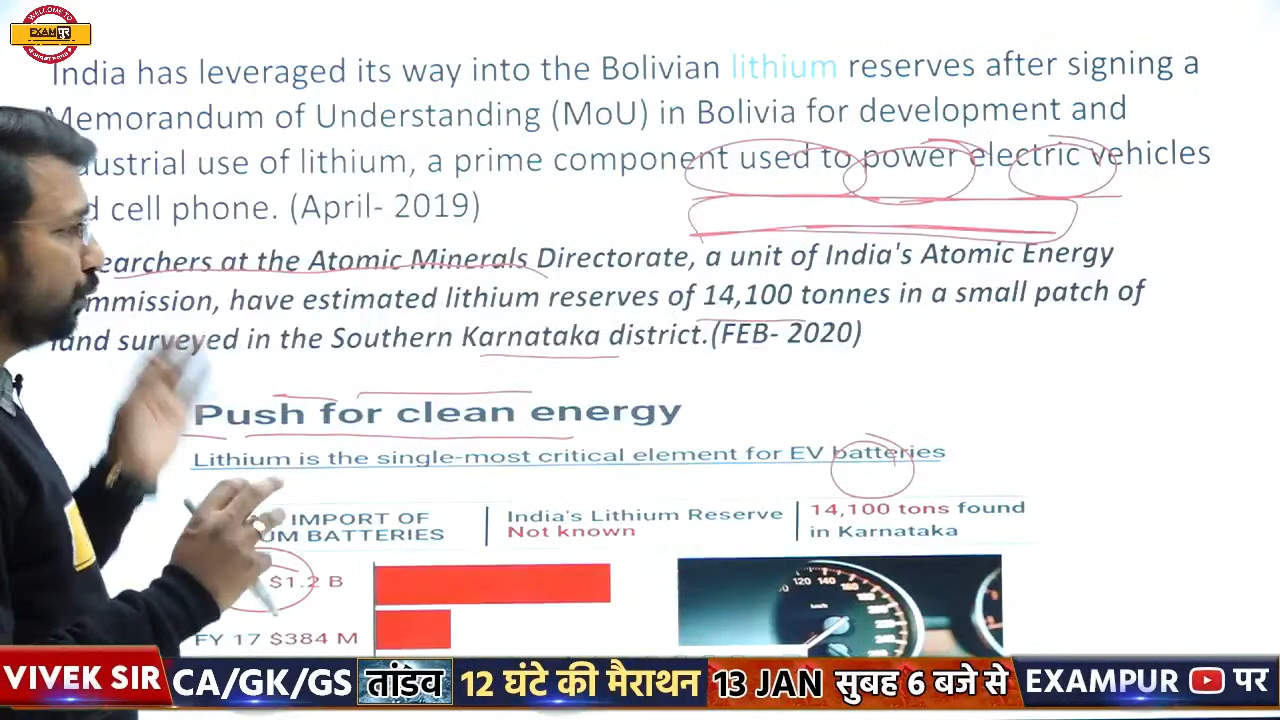 WELCOME TO
EXAMपुर
India has leveraged its way into the Bolivian lithium reserves after signing a
Memorandum of Understanding (MoU) in Bolivia for development and
use of lithium, a prime component used to power electric vehicles
cell phone. (April- 2019)
at the Atomic Minerals Directorate, a unit of India's Atomic Energy
have estimated lithium reserves of 14,100 tonnes in a small patch of
land surveyed in the Southern Karnataka district.(FEB- 2020)
Push for clean energy
Lithium is the single-most critical element for EV batteries
IMPORT OF
BATTERIES
India's Lithium Reserve
Not known
14,100 tons found
in Karnataka
$1.2 B
FY 17 $384 M
120 140
km/h
VIVEK SIR CA/GK/GS तांडव 12 घंटे की मैराथन 13 JAN सुबह 6 बजे से EXAMPUR पर